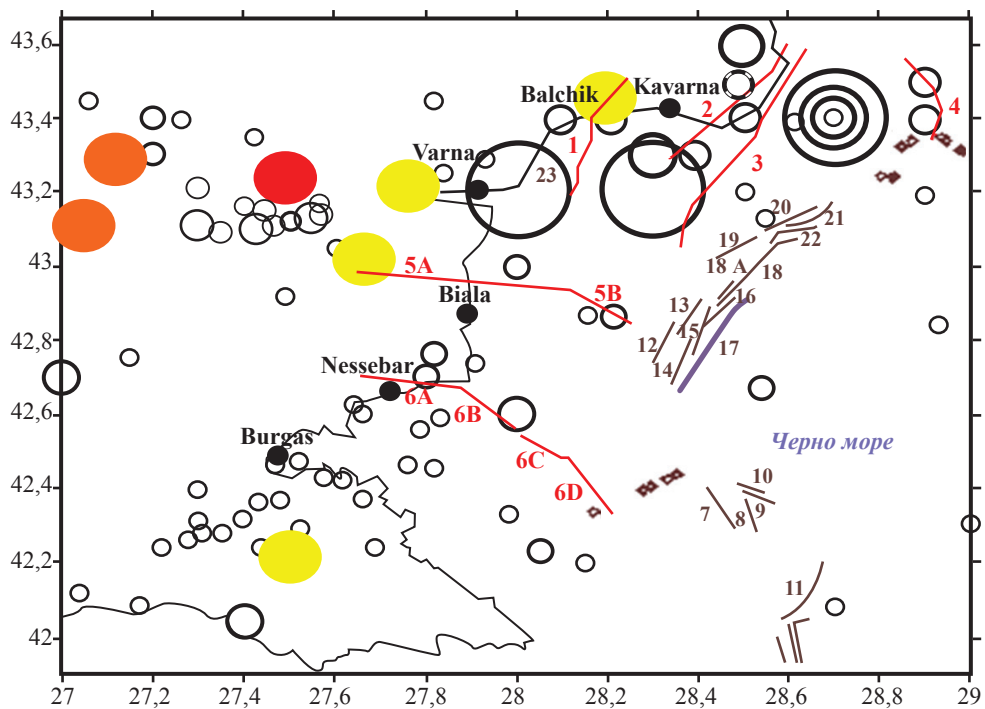 43,6
43,4
43,2
43
42,8
42,6
42,4
42,2
42
Balchik
Kavarna
2
4
1
Varna
3
23
20
21
22
19
18 A
18
5A
5B
Biala
13
16
12
15
17
14
Nessebar
6A
6B
Burgas
Черно море
6C
6D
10
7
8
9
11
27
27,2
27,4
27,6
27,8
28
28,2
28,4
28,6
28,8
29